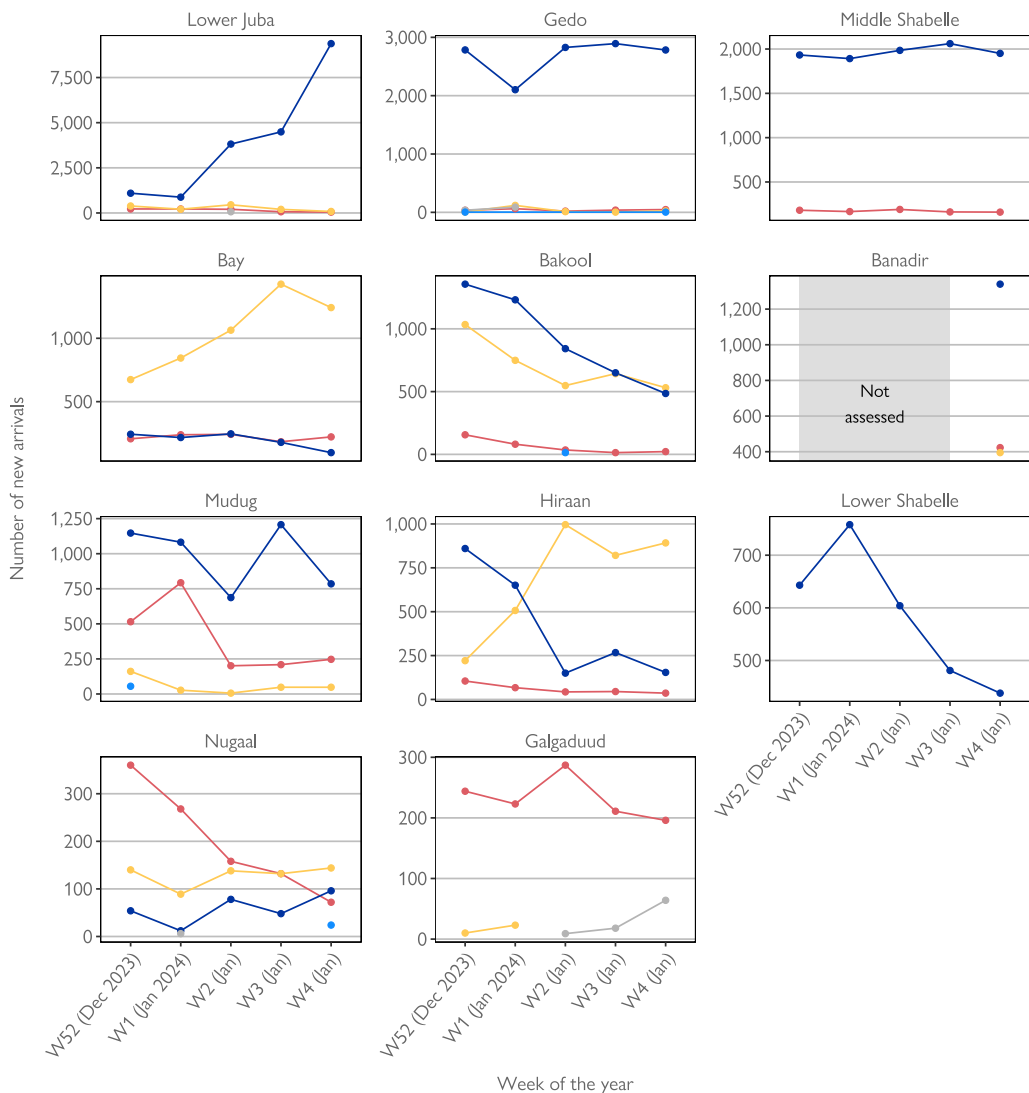 Lower Juba
Gedo
Middle Shabelle
7,500
5,000
2,500
0
3,000
2,000
1,000
0
2,000
1,500
1,000
500
Bay
Bakool
Banadir
1,000
500
1,000
500
0
1,200
1,000
800
600
400
Not
assessed
Number of new arrivals
Mudug
Hiraan
Lower Shabelle
1,250
1,000
750
500
250
0
1,000
750
500
250
0
700
600
500
W52 (Dec 2023)
W1 (Jan 2024)
W2 (Jan)
W3 (Jan)
W4 (Jan)
Nugaal
Galgaduud
300
200
100
0
300
200
100
0
W52 (Dec 2023)
W1 (Jan 2024)
W2 (Jan)
W3 (Jan)
W4 (Jan)
W52 (Dec 2023)
W1 (Jan 2024)
W2 (Jan)
W3 (Jan)
W4 (Jan)
Week of the year